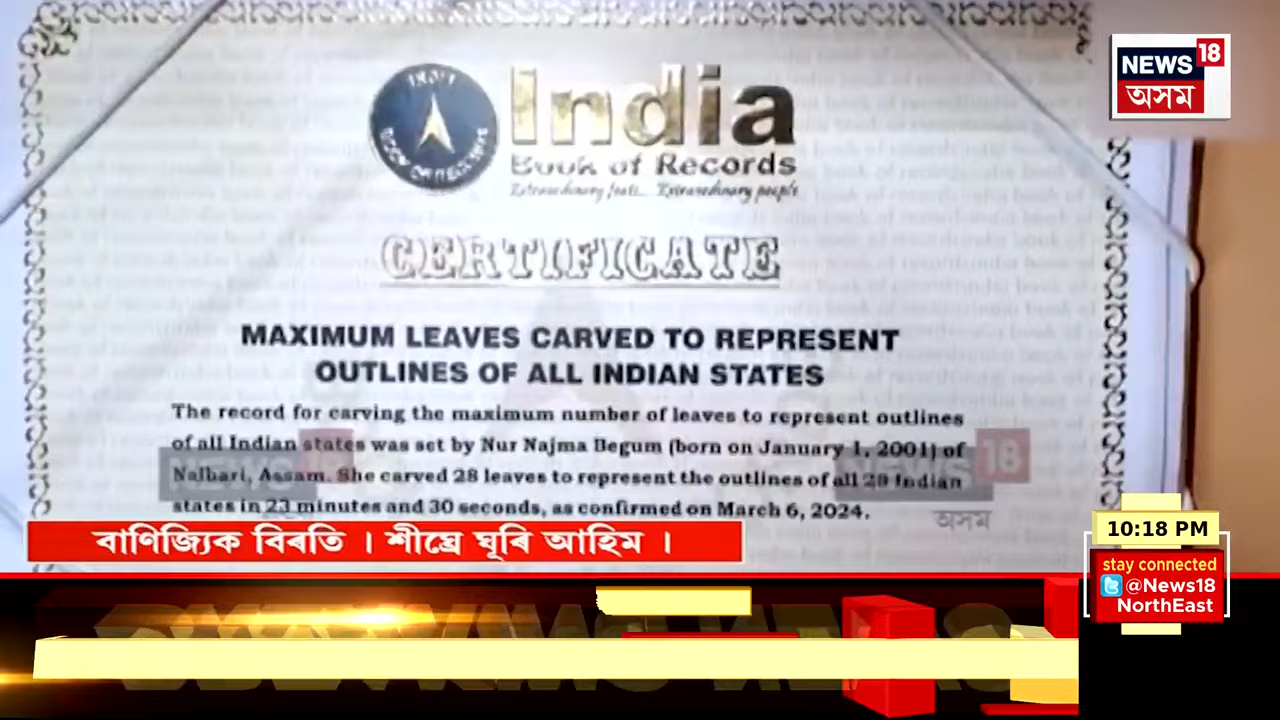 NEWS 18
অসম
India
Book of Records
Extraordinary feats... Extraordinary people
CERTIFICATE
MAXIMUM LEAVES CARVED TO REPRESENT
OUTLINES OF ALL INDIAN STATES
The record for carving the maximum number of leaves to represent outlines
of all Indian states was set by Nur Najma Begum (born on January 1, 2001) of
Nalbari, Assam. She carved 28 leaves to represent the outlines of all 28 Indian
states in 23 minutes and 30 seconds, as confirmed on March 6, 2024.
অসম
বাণিজ্যিক বিৰতি । শীঘ্ৰে ঘূৰি আহিম ।
10:18 PM
stay connected
@News18
NorthEast